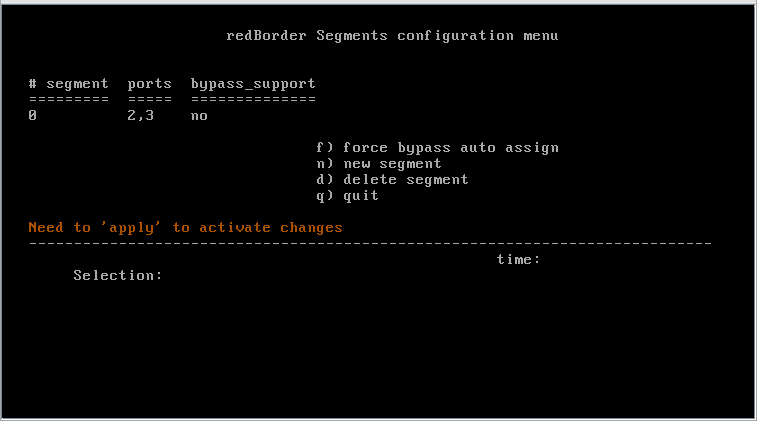 redBorder Segments configuration menu
# segment ports bypass_support
========= ===== ==============
0 2,3 no
f) force bypass auto assign
n) new segment
d) delete segment
q) quit
Need to 'apply' to activate changes
----------------------------------------------------------------------------
time:
Selection: